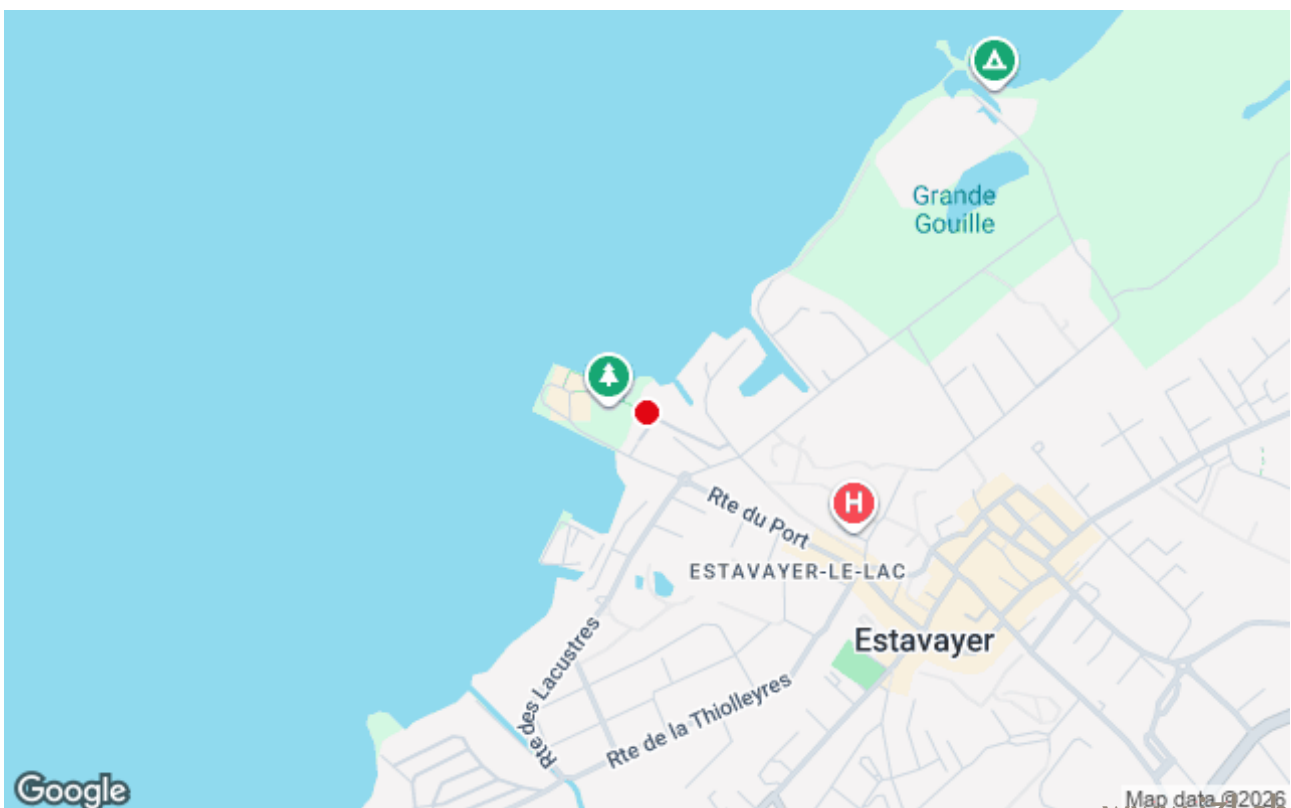 Grande
Gouille
H
Rte du Port
ESTAVAYER-LE-LAC
Estavayer
Rte des Lacustres
Rte de la Thiolleyres
Google
Map data ©2026